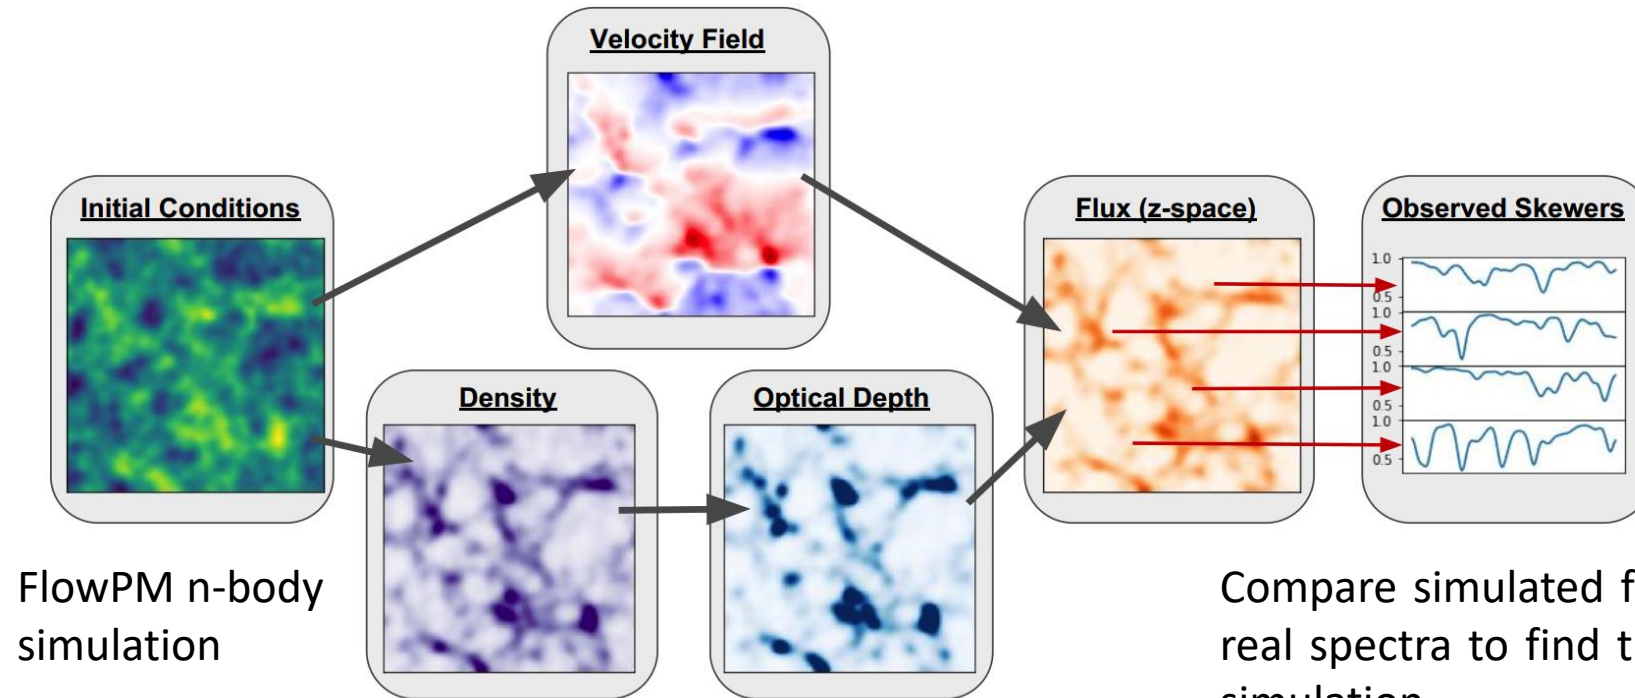 Velocity Field
Initial Conditions
Flux (z-space)
Observed Skewers
1.0
0.5
1.0
0.5
1.0
0.5
1.0
0.5
Density
Optical Depth
FlowPM n-body
simulation
Compare simulated
real spectra to find